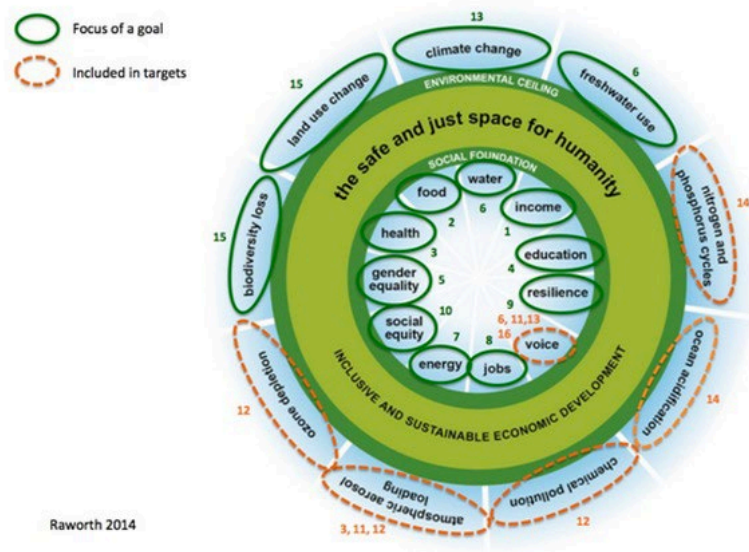 Focus of a goal
Included in targets
13
climate change
6
freshwater use
14
nitrogen and
phosphorus cycles
14
ocean acidification
12
chemical pollution
3, 11, 12
atmospheric aerosol
loading
12
ozone depletion
15
biodiversity loss
15
land use change
ENVIRONMENTAL CEILING
the safe and just space for humanity
SOCIAL FOUNDATION
water
6
income
1
education
4
resilience
9
voice
6, 11,13
16
jobs
8
energy
7
social
equity
10
gender
equality
5
health
3
food
2
INCLUSIVE AND SUSTAINABLE ECONOMIC DEVELOPMENT
Raworth 2014